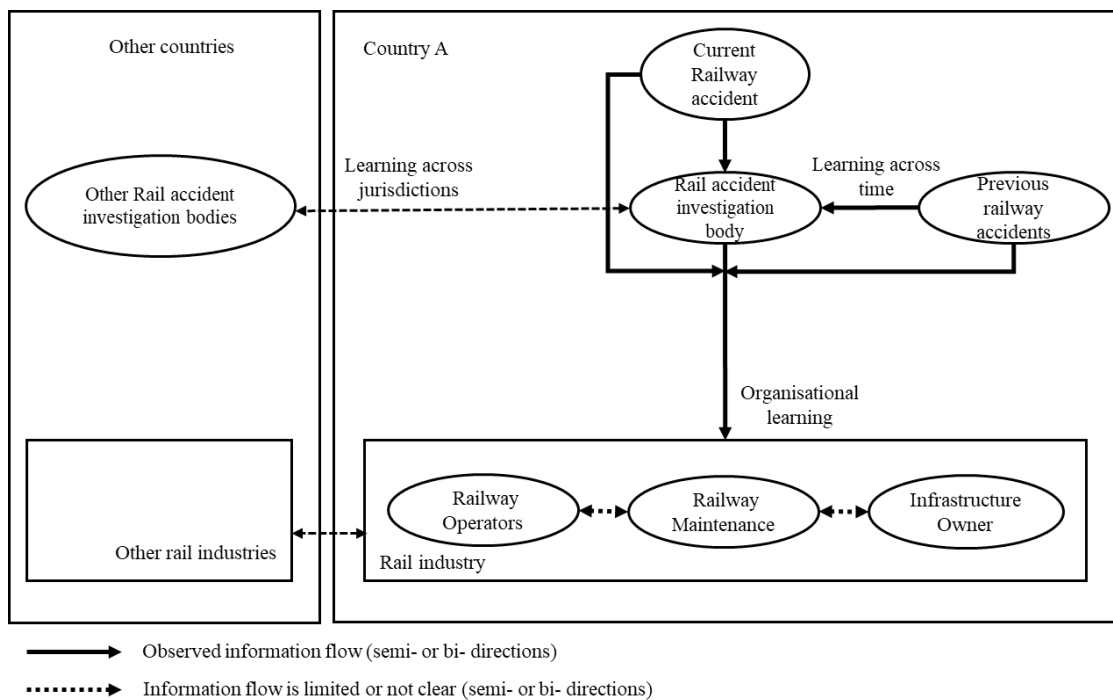 Other countries
Country A
Current
Railway
accident
Learning across
jurisdictions
Learning across
time
Other Rail accident
investigation bodies
Rail accident
investigation
body
Previous
railway
accidents
Organisational
learning
Railway
Operators
Railway
Maintenance
Infrastructure
Owner
Other rail industries
Rail industry
Observed information flow (semi- or bi- directions)
Information flow is limited or not clear (semi- or bi- directions)